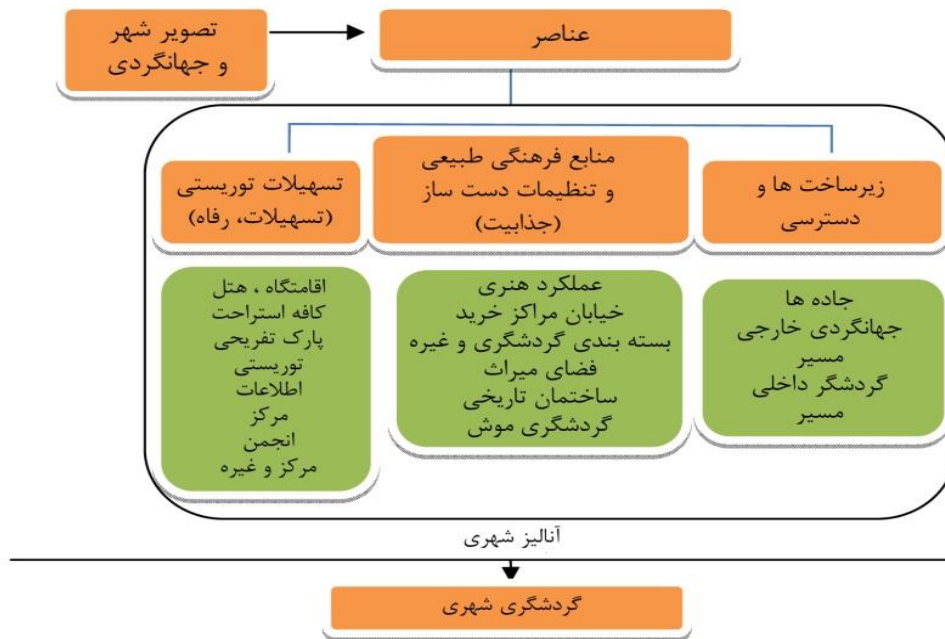 تصویر شهر
و جهانگردی
عناصر
زیرساخت ها و
دسترسی
منابع فرهنگی طبیعی
و تنظیمات دست ساز
(جذابیت)
تسهیلات توریستی
(تسهیلات، رفاه)
جاده ها
جهانگردی خارجی
مسیر
گردشگر داخلی
مسیر
عملکرد هنری
خیابان مراکز خرید
بسته بندی گردشگری و غیره
فضای میراث
ساختمان تاریخی
گردشگری موش
اقامتگاه ، هتل
کافه استراحت
پارک تفریحی
توریستی
اطلاعات
مرکز
انجمن
مرکز و غیره
آنالیز شهری
گردشگری شهری